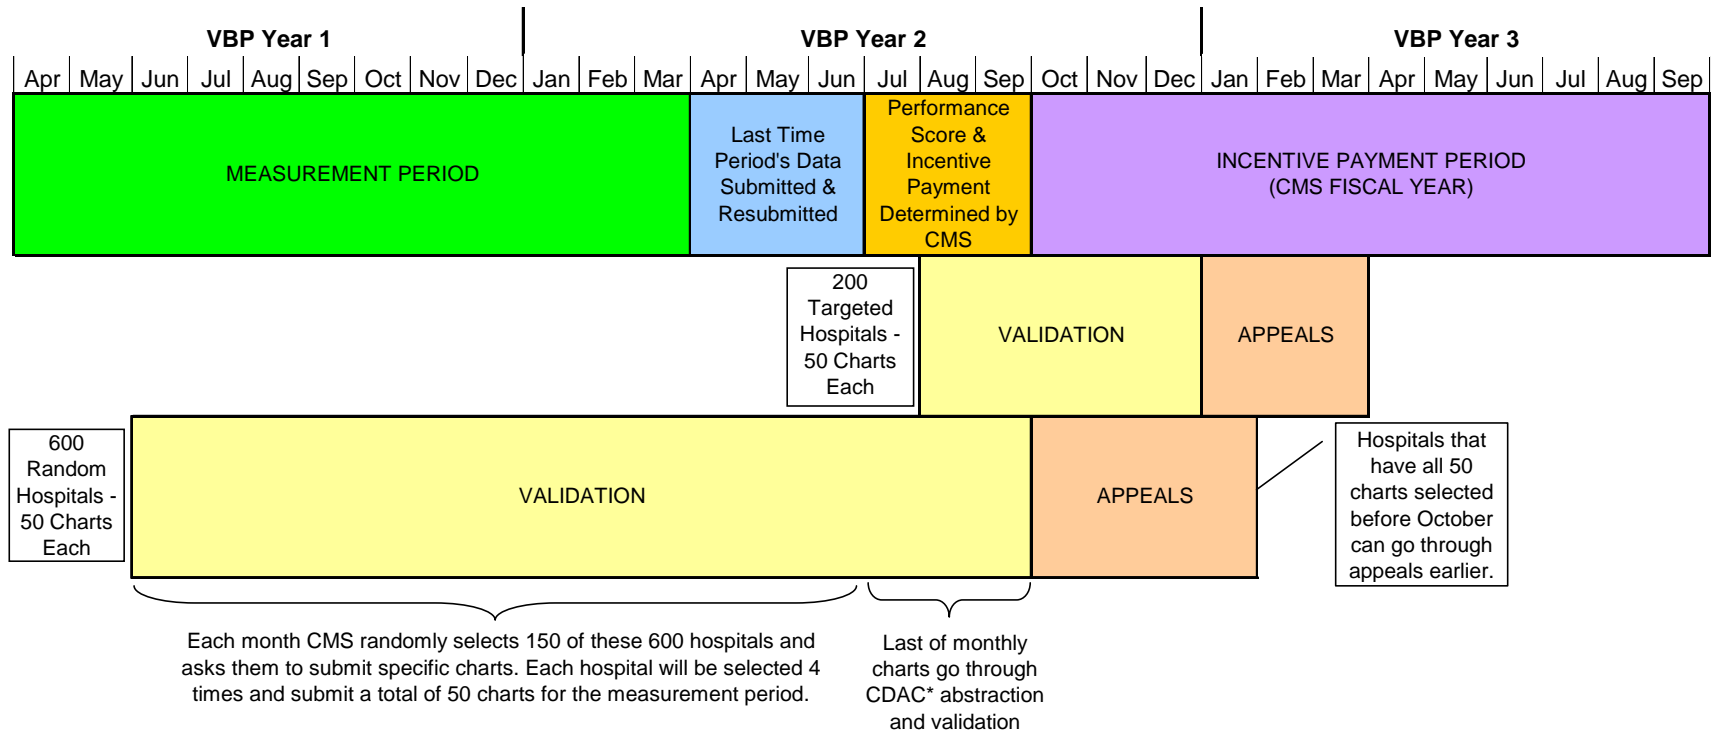 VBP Year 1 VBP Year 2 VBP Year 3
Apr May Jun Jul Aug Sep Oct Nov Dec Jan Feb Mar Apr May Jun Jul Aug Sep Oct Nov Dec Jan Feb Mar Apr May Jun Jul Aug Sep
MEASUREMENT PERIOD
Last Time
Period's Data
Submitted &
Resubmitted
Performance
Score &
Incentive
Payment
Determined by
CMS
INCENTIVE PAYMENT PERIOD
(CMS FISCAL YEAR)
200
Targeted
Hospitals -
50 Charts
Each
VALIDATION
APPEALS
600
Random
Hospitals -
50 Charts
Each
VALIDATION
APPEALS
Hospitals that
have all 50
charts selected
before October
can go through
appeals earlier.
Each month CMS randomly selects 150 of these 600 hospitals and
asks them to submit specific charts. Each hospital will be selected 4
times and submit a total of 50 charts for the measurement period.
Last of monthly
charts go through
CDAC* abstraction
and validation